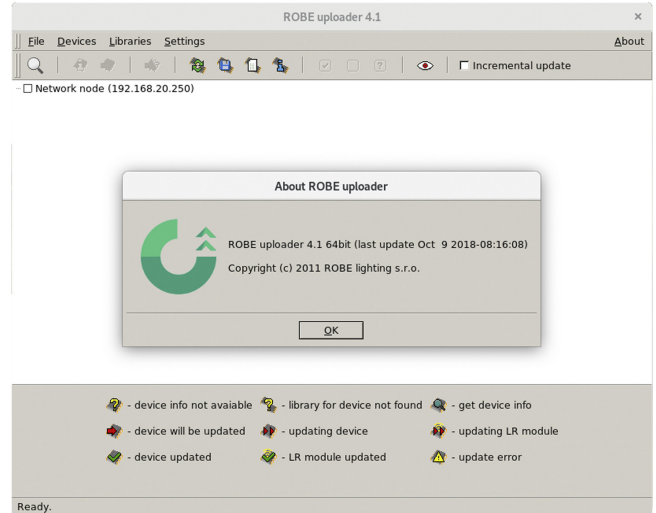 ROBE uploader 4.1
File Devices Libraries Settings About
Incremental update
Network node (192.168.20.250)
About ROBE uploader
ROBE uploader 4.1 64bit (last update Oct 9 2018-08:16:08)
Copyright (c) 2011 ROBE lighting s.r.o.
OK
- device info not avaiable - library for device not found - get device info
- device will be updated - updating device - updating LR module
- device updated - LR module updated - update error
Ready.